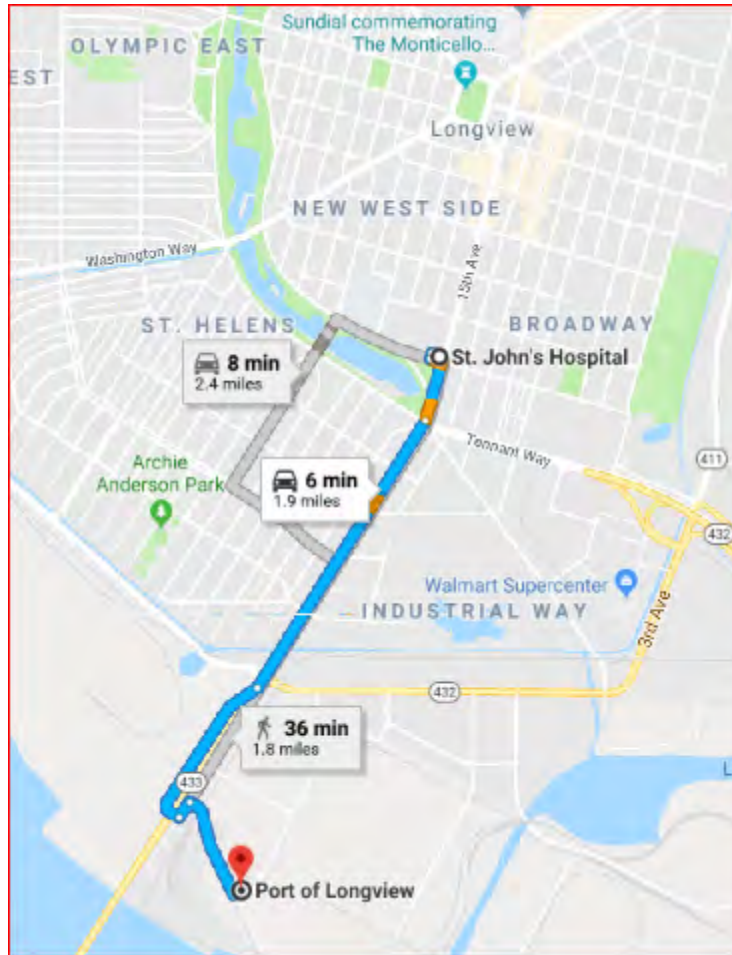 Sundial commemorating
The Monticello...
OLYMPIC EAST
EST
Longview
NEW WEST SIDE
Washington Way
15th Ave
ST. HELENS
BROADWAY
St. John's Hospital
8 min
2.4 miles
Tennant Way
411
Archie
Anderson Park
6 min
1.9 miles
432
Walmart Supercenter
INDUSTRIAL WAY
3rd Ave
432
36 min
1.8 miles
433
L
Port of Longview